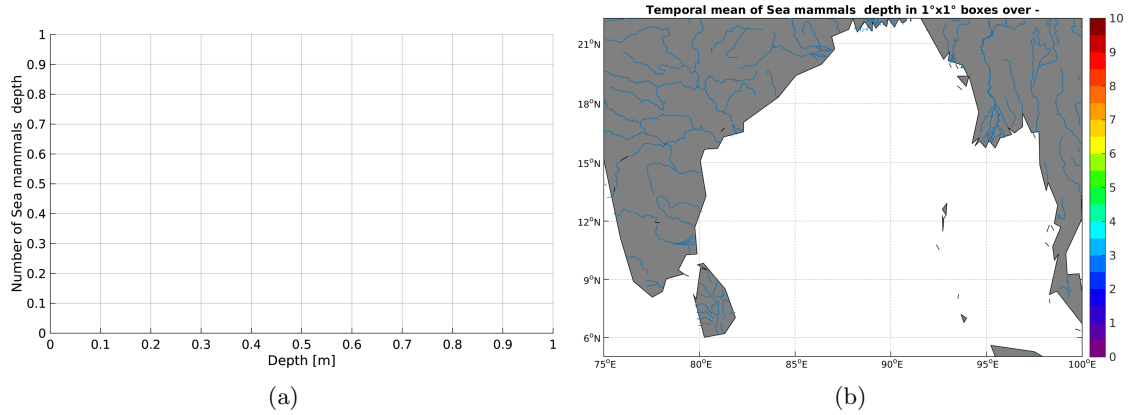 Temporal mean of Sea mammals  depth in 1°x1° boxes over -
1
0.9
0.8
0.7
0.6
0.5
0.4
0.3
0.2
0.1
0
Number of Sea mammals  depth
0 0.1 0.2 0.3 0.4 0.5 0.6 0.7 0.8 0.9 1
Depth [m]
(a)
21°N
18°N
15°N
12°N
9°N
6°N
75°E 80°E 85°E 90°E 95°E 100°E
10
9
8
7
6
5
4
3
2
1
0
(b)